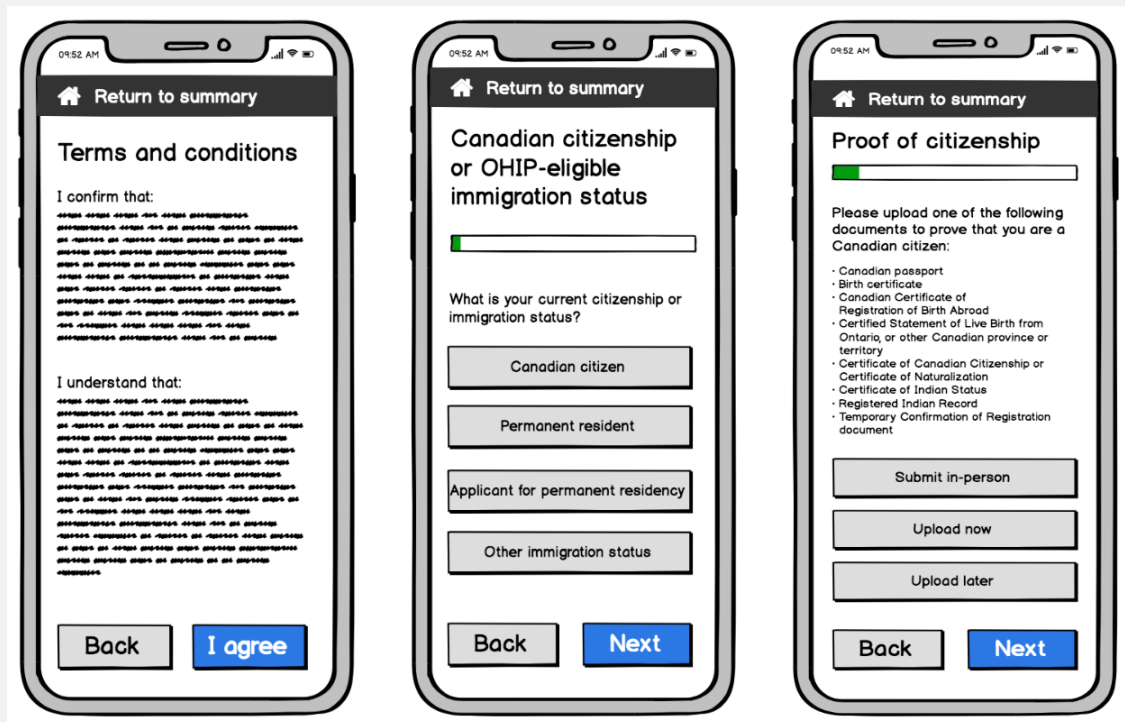 09:52 AM
Return to summary
Terms and conditions
I confirm that:
I understand that:
Back
I agree
09:52 AM
Return to summary
Canadian citizenship
or OHIP-eligible
immigration status
What is your current citizenship or
immigration status?
Canadian citizen
Permanent resident
Applicant for permanent residency
Other immigration status
Back
Next
09:52 AM
Return to summary
Proof of citizenship
Please upload one of the following
documents to prove that you are a
Canadian citizen:
· Canadian passport
· Birth certificate
· Canadian Certificate of
Registration of Birth Abroad
· Certified Statement of Live Birth from
Ontario, or other Canadian province or
territory
· Certificate of Canadian Citizenship or
Certificate of Naturalization
· Certificate of Indian Status
· Registered Indian Record
· Temporary Confirmation of Registration
document
Submit in-person
Upload now
Upload later
Back
Next